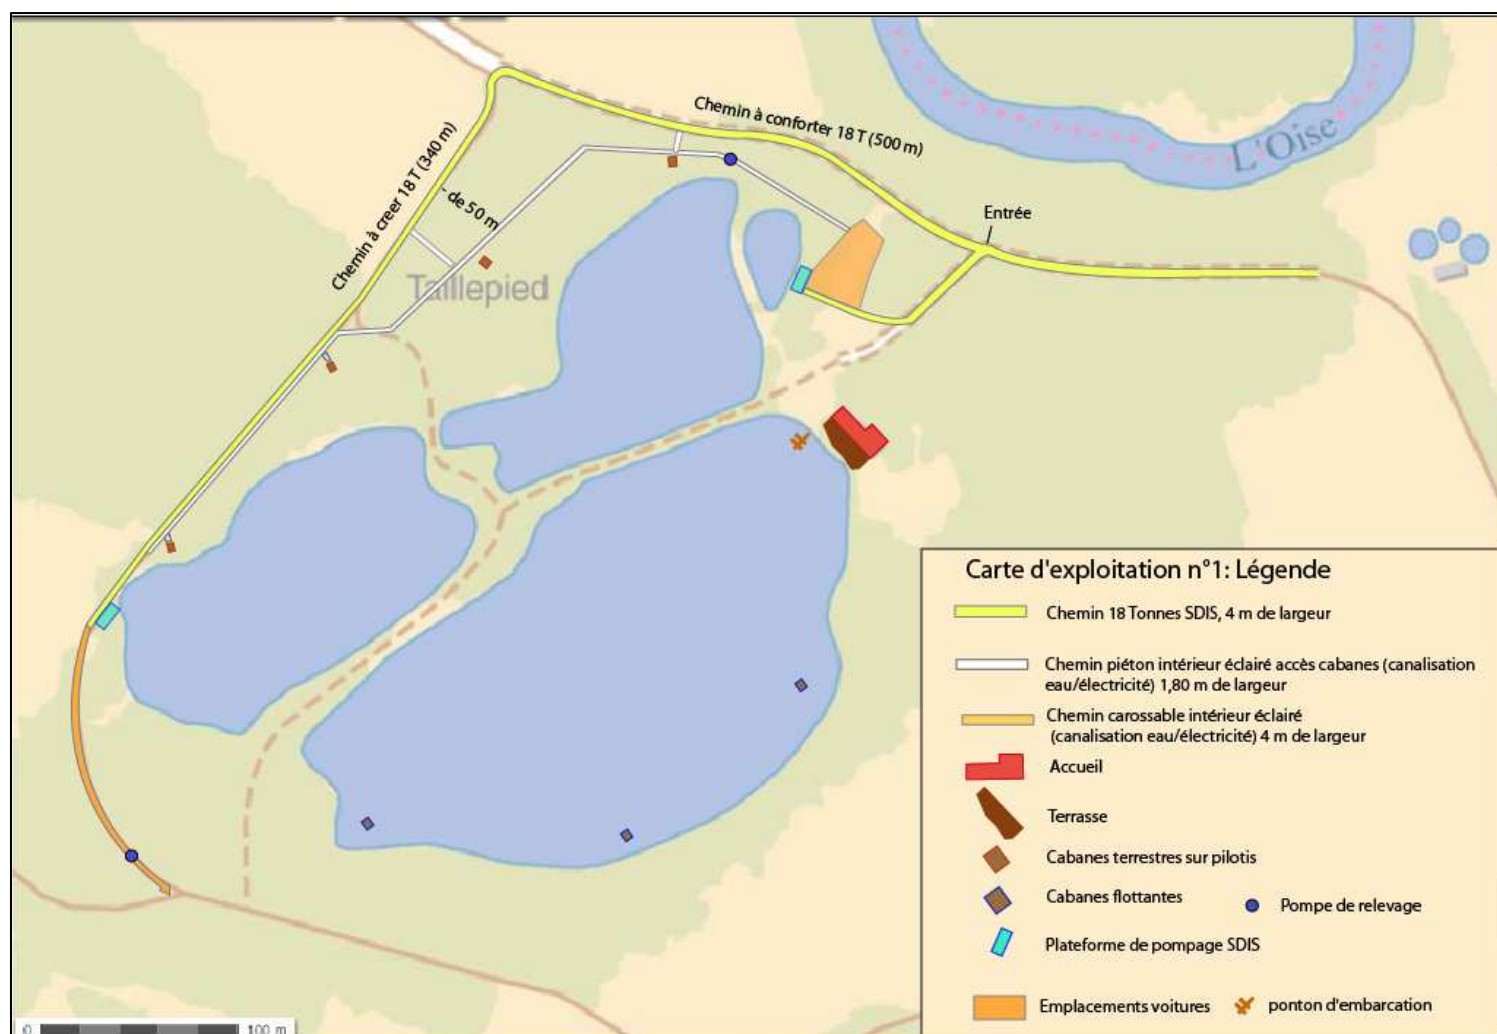 Chemin à conforter 18 T (500 m)
L'Oise
Chemin à creer 18 T (340 m)
- de 50 m
Entrée
Taillepied
Carte d'exploitation n°1: Légende
Chemin 18 Tonnes SDIS, 4 m de largeur
Chemin piéton intérieur éclairé accès cabanes (canalisation
eau/électricité) 1,80 m de largeur
Chemin carossable intérieur éclairé
(canalisation eau/électricité) 4 m de largeur
Accueil
Terrasse
Cabanes terrestres sur pilotis
Cabanes flottantes
Pompe de relevage
Plateforme de pompage SDIS
Emplacements voitures
ponton d'embarcation
0 100 m